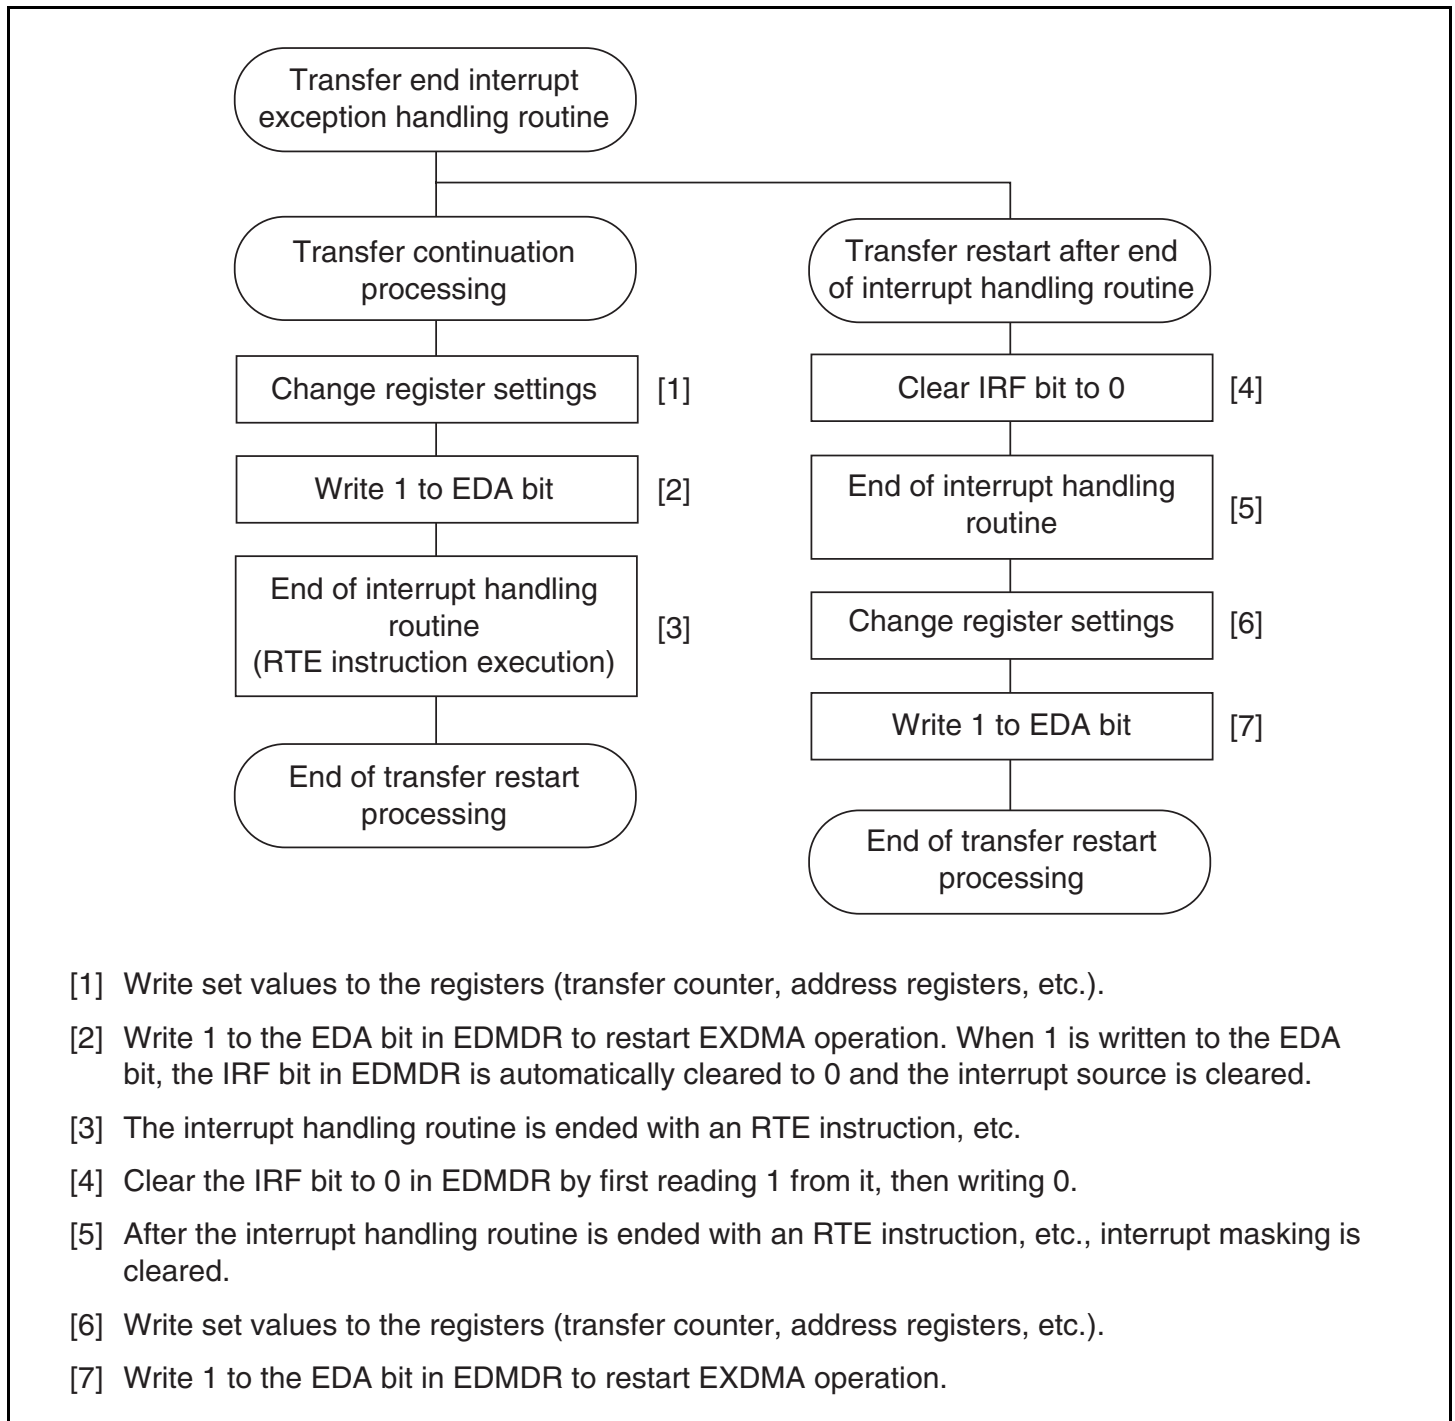 Transfer end interrupt
exception handling routine
Transfer continuation
processing
Change register settings
[1]
Write 1 to EDA bit
[2]
End of interrupt handling
routine
(RTE instruction execution)
[3]
End of transfer restart
processing
Transfer restart after end
of interrupt handling routine
Clear IRF bit to 0
[4]
End of interrupt handling
routine
[5]
Change register settings
[6]
Write 1 to EDA bit
[7]
End of transfer restart
processing
[1] Write set values to the registers (transfer counter, address registers, etc.).
[2] Write 1 to the EDA bit in EDMDR to restart EXDMA operation. When 1 is written to the EDA
bit, the IRF bit in EDMDR is automatically cleared to 0 and the interrupt source is cleared.
[3] The interrupt handling routine is ended with an RTE instruction, etc.
[4] Clear the IRF bit to 0 in EDMDR by first reading 1 from it, then writing 0.
[5] After the interrupt handling routine is ended with an RTE instruction, etc., interrupt masking is
cleared.
[6] Write set values to the registers (transfer counter, address registers, etc.).
[7] Write 1 to the EDA bit in EDMDR to restart EXDMA operation.